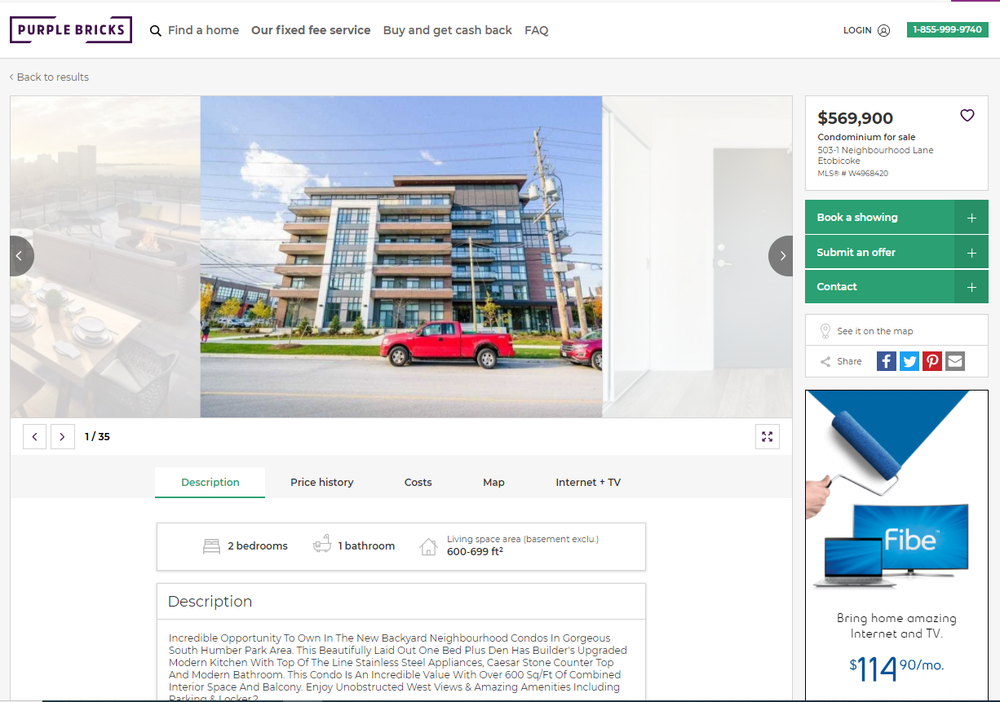 PURPLE BRICKS
Find a home
Our fixed fee service
Buy and get cash back
FAQ
LOGIN
1-855-999-9740
Back to results
$569,900
Condominium for sale
503-1 Neighbourhood Lane
Etobicoke
MLS® # W4968420
Book a showing
Submit an offer
Contact
See it on the map
Share
1 / 35
Description
Price history
Costs
Map
Internet + TV
2 bedrooms
1 bathroom
Living space area (basement exclu.)
600-699 ft²
Description
Incredible Opportunity To Own In The New Backyard Neighbourhood Condos In Gorgeous
South Humber Park Area. This Beautifully Laid Out One Bed Plus Den Has Builder's Upgraded
Modern Kitchen With Top Of The Line Stainless Steel Appliances, Caesar Stone Counter Top
And Modern Bathroom. This Condo Is An Incredible Value With Over 600 Sq/Ft Of Combined
Interior Space And Balcony. Enjoy Unobstructed West Views & Amazing Amenities Including
Parking & Locker?
Fibe™
Bring home amazing
Internet and TV.
$114.90/mo.